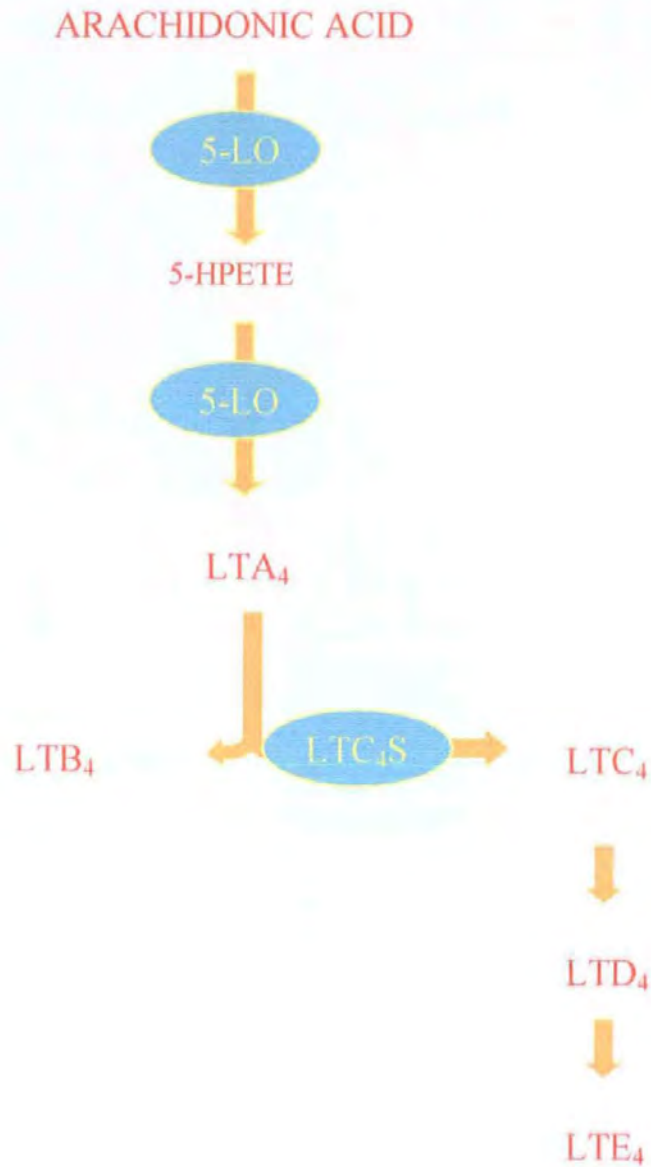 ARACHIDONIC ACID
5-LO
5-HPETE
5-LO
LTA₄
LTB₄ LTC₄S LTC₄
LTD₄
LTE₄